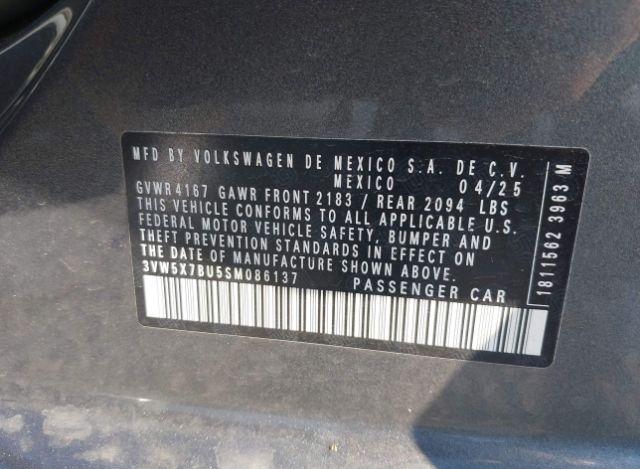 MFD BY VOLKSWAGEN DE MEXICO S.A. DE C.V.
MEXICO 04/25
GVWR 4167 GAWR FRONT 2183 / REAR 2094 LBS
THIS VEHICLE CONFORMS TO ALL APPLICABLE U.S.
FEDERAL MOTOR VEHICLE SAFETY, BUMPER AND
THEFT PREVENTION STANDARDS IN EFFECT ON
THE DATE OF MANUFACTURE SHOWN ABOVE.
3VW5X7BU5SM086137 PASSENGER CAR
1811562 3963 M